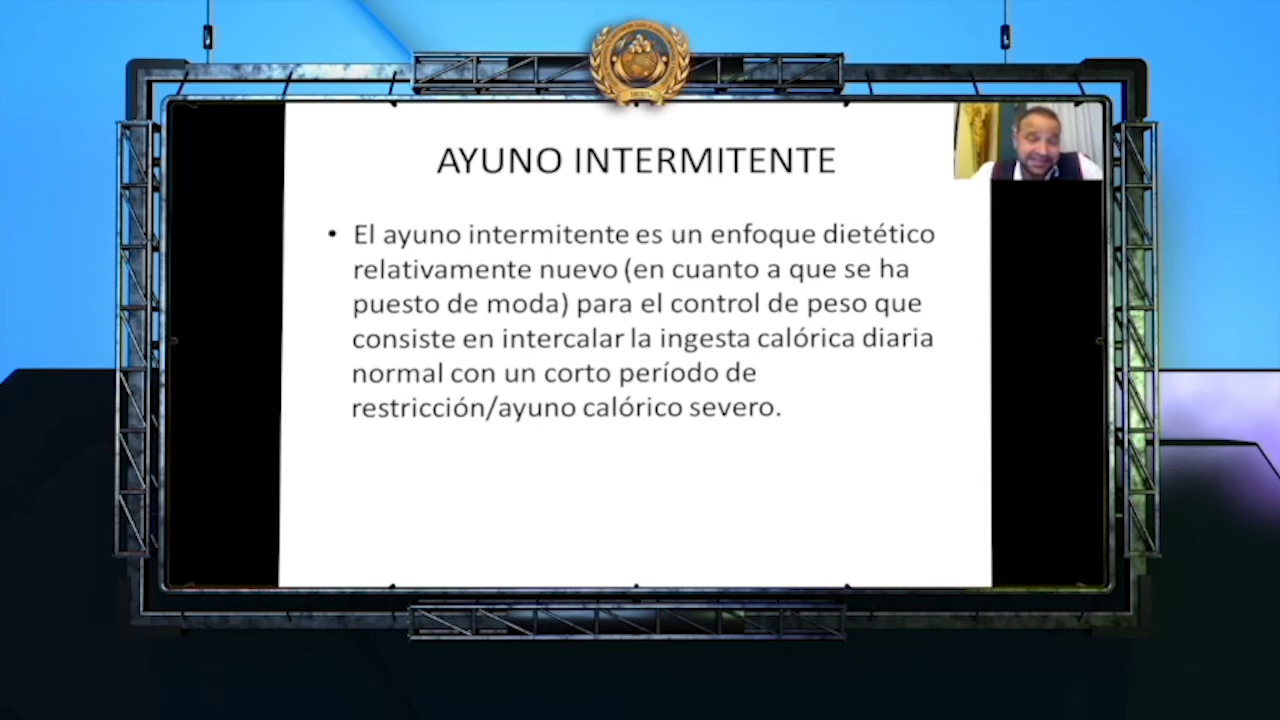 AYUNO INTERMITENTE
• El ayuno intermitente es un enfoque dietético
relativamente nuevo (en cuanto a que se ha
puesto de moda) para el control de peso que
consiste en intercalar la ingesta calórica diaria
normal con un corto período de
restricción/ayuno calórico severo.